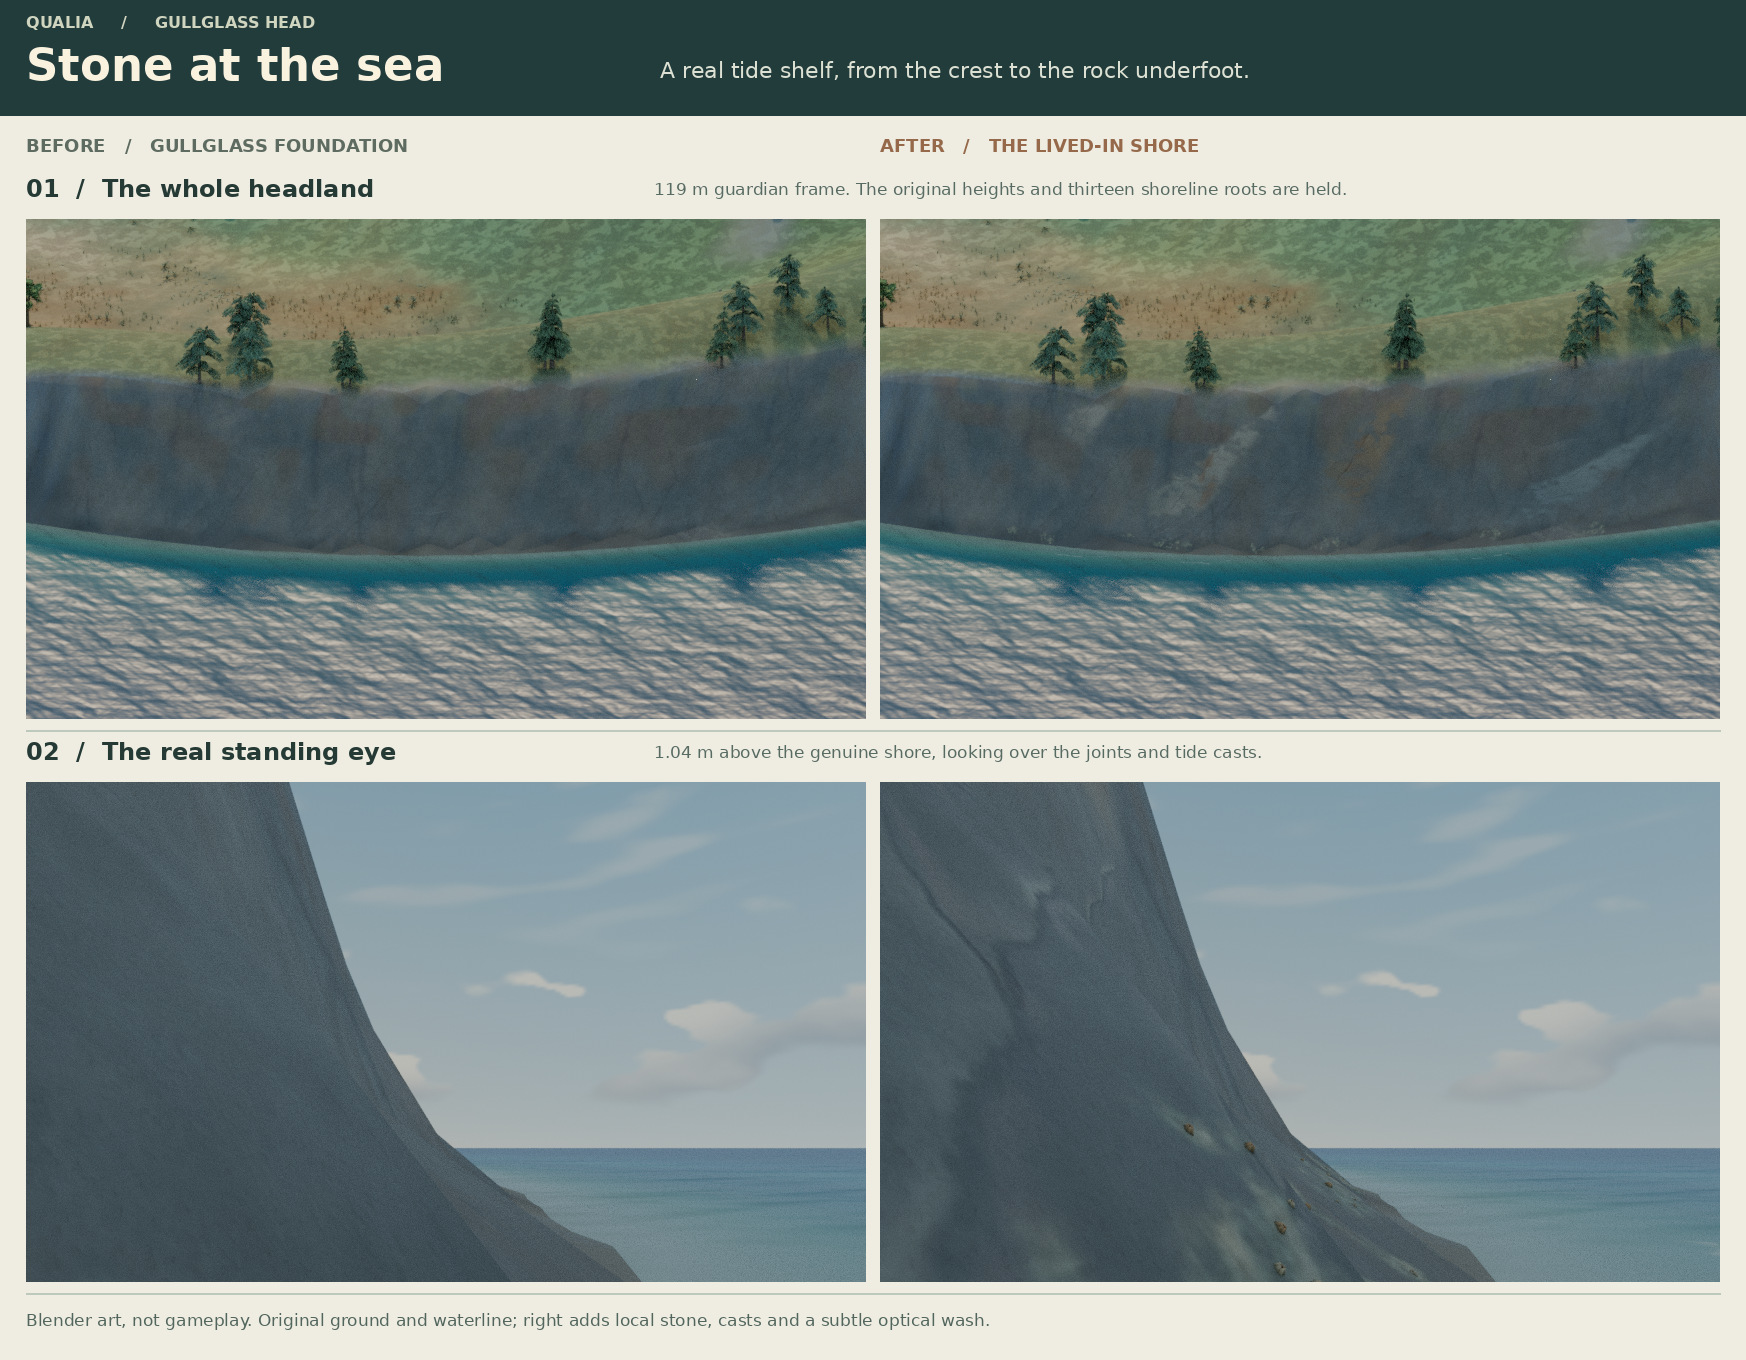 QUALIA / GULLGLASS HEAD
Stone at the sea
A real tide shelf, from the crest to the rock underfoot.
BEFORE / GULLGLASS FOUNDATION
AFTER / THE LIVED-IN SHORE
01 / The whole headland
119 m guardian frame. The original heights and thirteen shoreline roots are held.
02 / The real standing eye
1.04 m above the genuine shore, looking over the joints and tide casts.
Blender art, not gameplay. Original ground and waterline; right adds local stone, casts and a subtle optical wash.